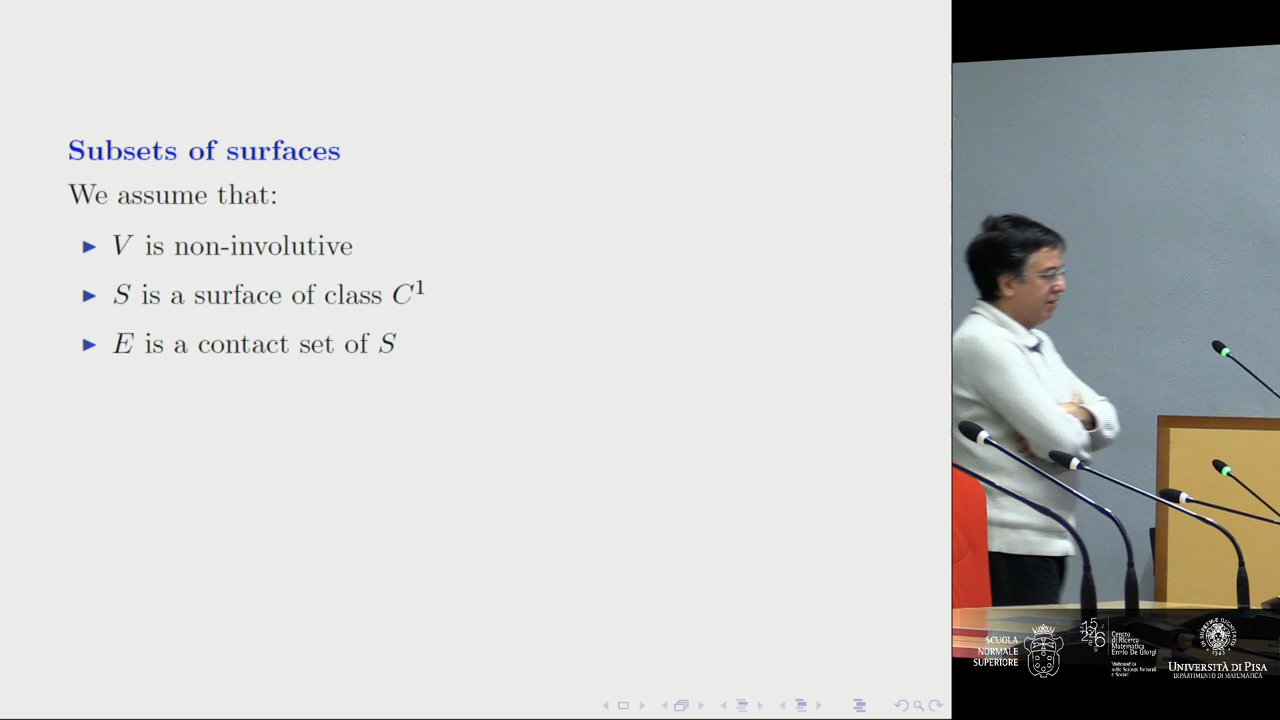 Subsets of surfaces
We assume that:
▶ V is non-involutive
▶ S is a surface of class C¹
▶ E is a contact set of S
SCUOLA
NORMALE
SUPERIORE
Centro
di Ricerca
Matematica
Ennio De Giorgi
UNIVERSITÀ DI PISA
DIPARTIMENTO DI MATEMATICA